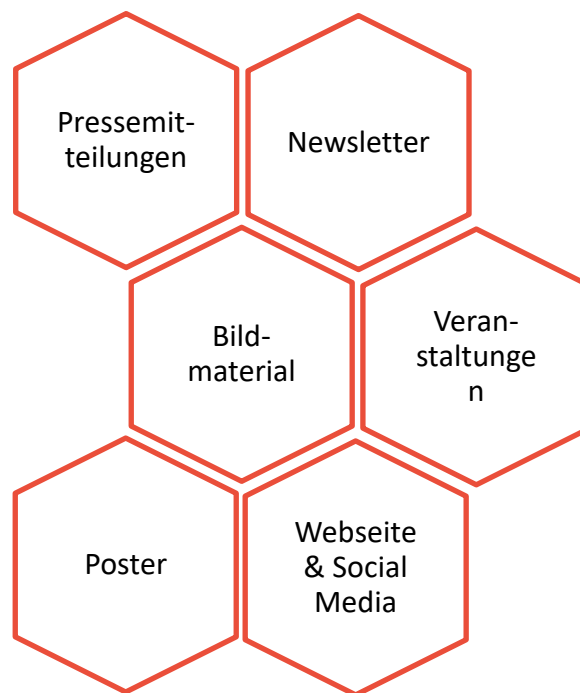 Pressemit-
teilungen
Newsletter
Bild-
material
Veran-
staltunge
n
Poster
Webseite
& Social
Media